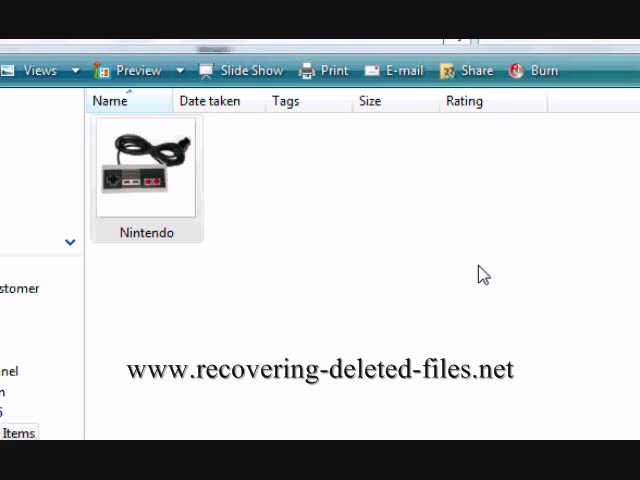 Views Preview Slide Show Print E-mail Share Burn
Name Date taken Tags Size Rating
Nintendo
stomer
www.recovering-deleted-files.net
nel
n
Items